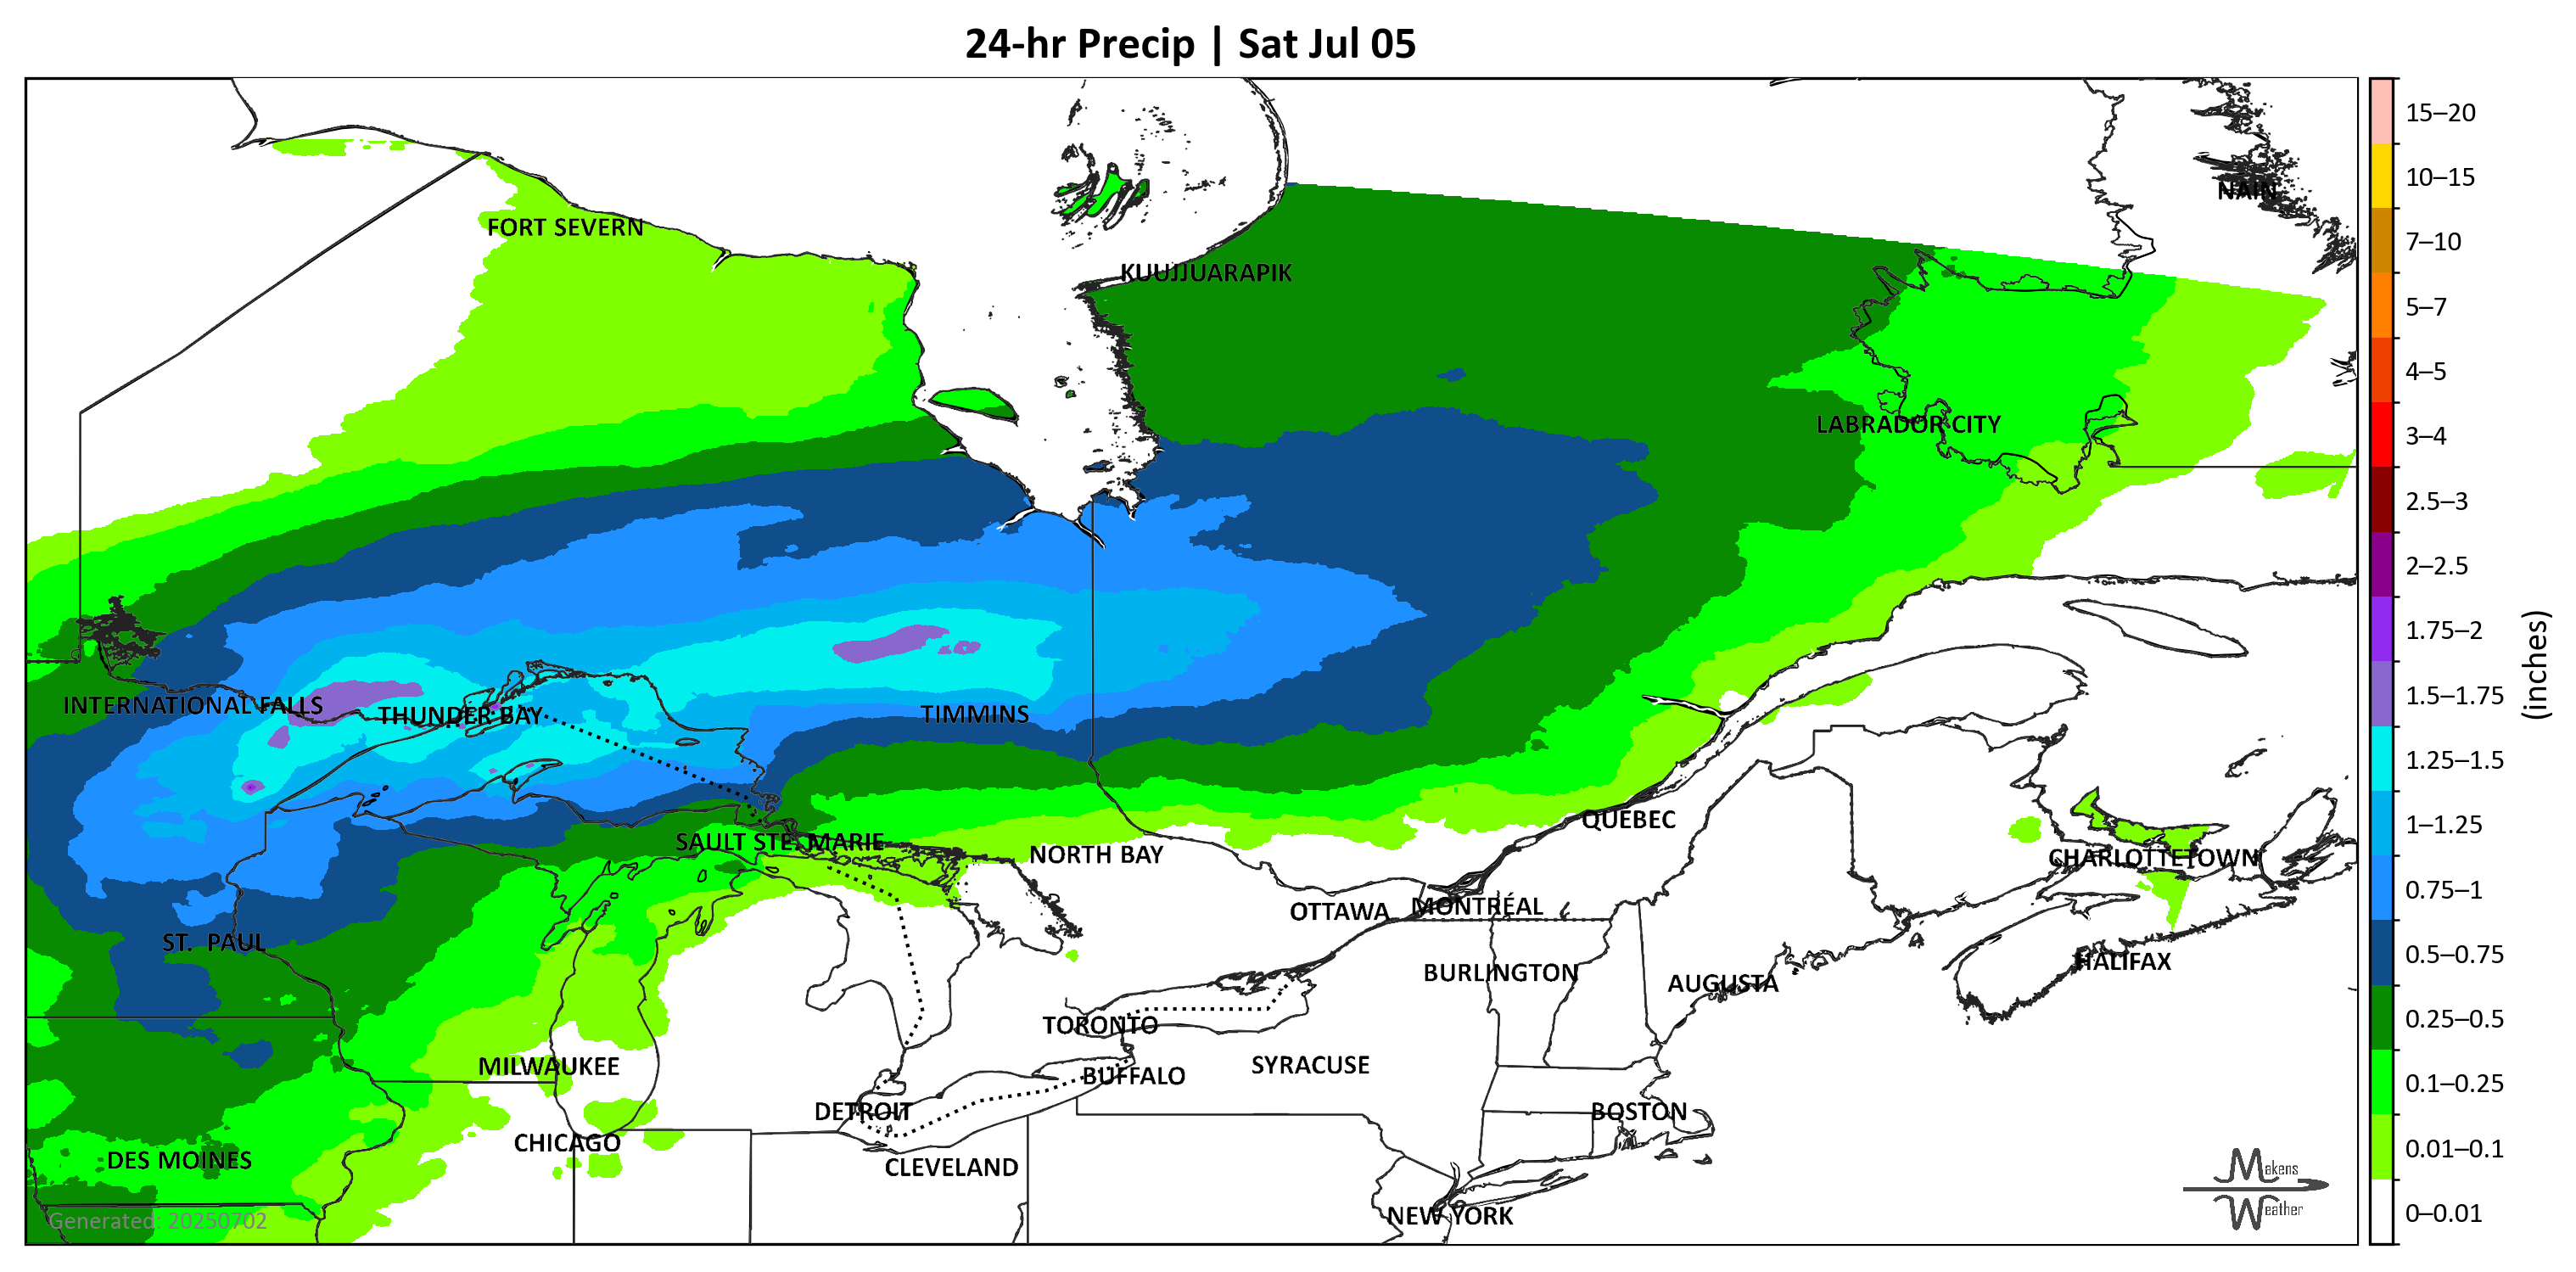 24-hr Precip | Sat Jul 05
NAIN
FORT SEVERN
KUUJJUARAPIK
LABRADOR CITY
INTERNATIONAL FALLS
THUNDER BAY
TIMMINS
QUÉBEC
SAULT STE. MARIE
NORTH BAY
CHARLOTTETOWN
OTTAWA
MONTRÉAL
ST. PAUL
HALIFAX
BURLINGTON
AUGUSTA
TORONTO
MILWAUKEE
SYRACUSE
BUFFALO
DETROIT
BOSTON
CHICAGO
DES MOINES
CLEVELAND
NEW YORK
Generated: 20250702
Makens
Weather
15–20
10–15
7–10
5–7
4–5
3–4
2.5–3
2–2.5
1.75–2
1.5–1.75
1.25–1.5
1–1.25
0.75–1
0.5–0.75
0.25–0.5
0.1–0.25
0.01–0.1
0–0.01
(inches)